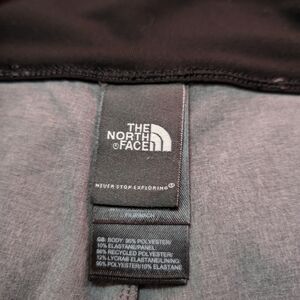 THE
NORTH
FACE
NEVER STOP EXPLORING
GB: BODY: 90% POLYESTER/
10% ELASTANE/PANEL:
88% RECYCLED POLYESTER/
12% LYCRA® ELASTANE/LINING:
90% POLYESTER/10% ELASTANE